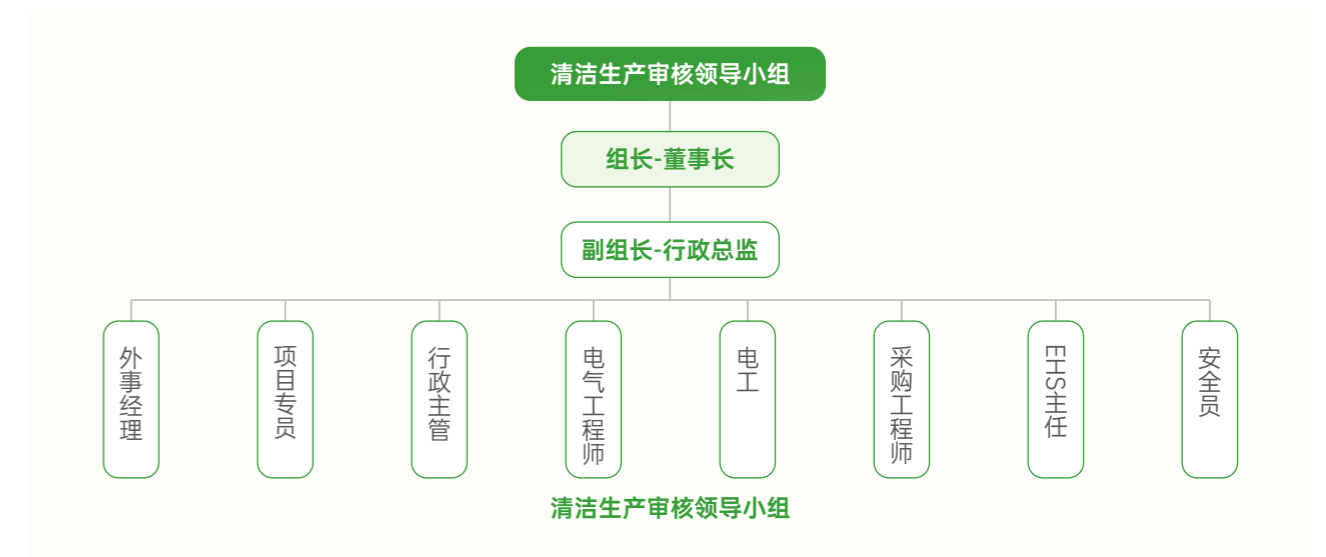 清洁生产审核领导小组
组长-董事长
副组长-行政总监
外事经理
项目专员
行政主管
电气工程师
电工
采购工程师
EHS主任
安全员
清洁生产审核领导小组